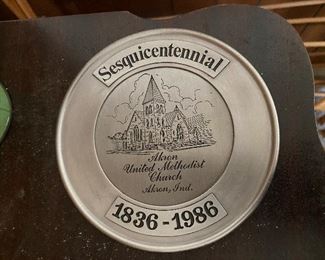 Sesquicentennial
Akron
United Methodist
Church
Akron, Ind.
1836-1986